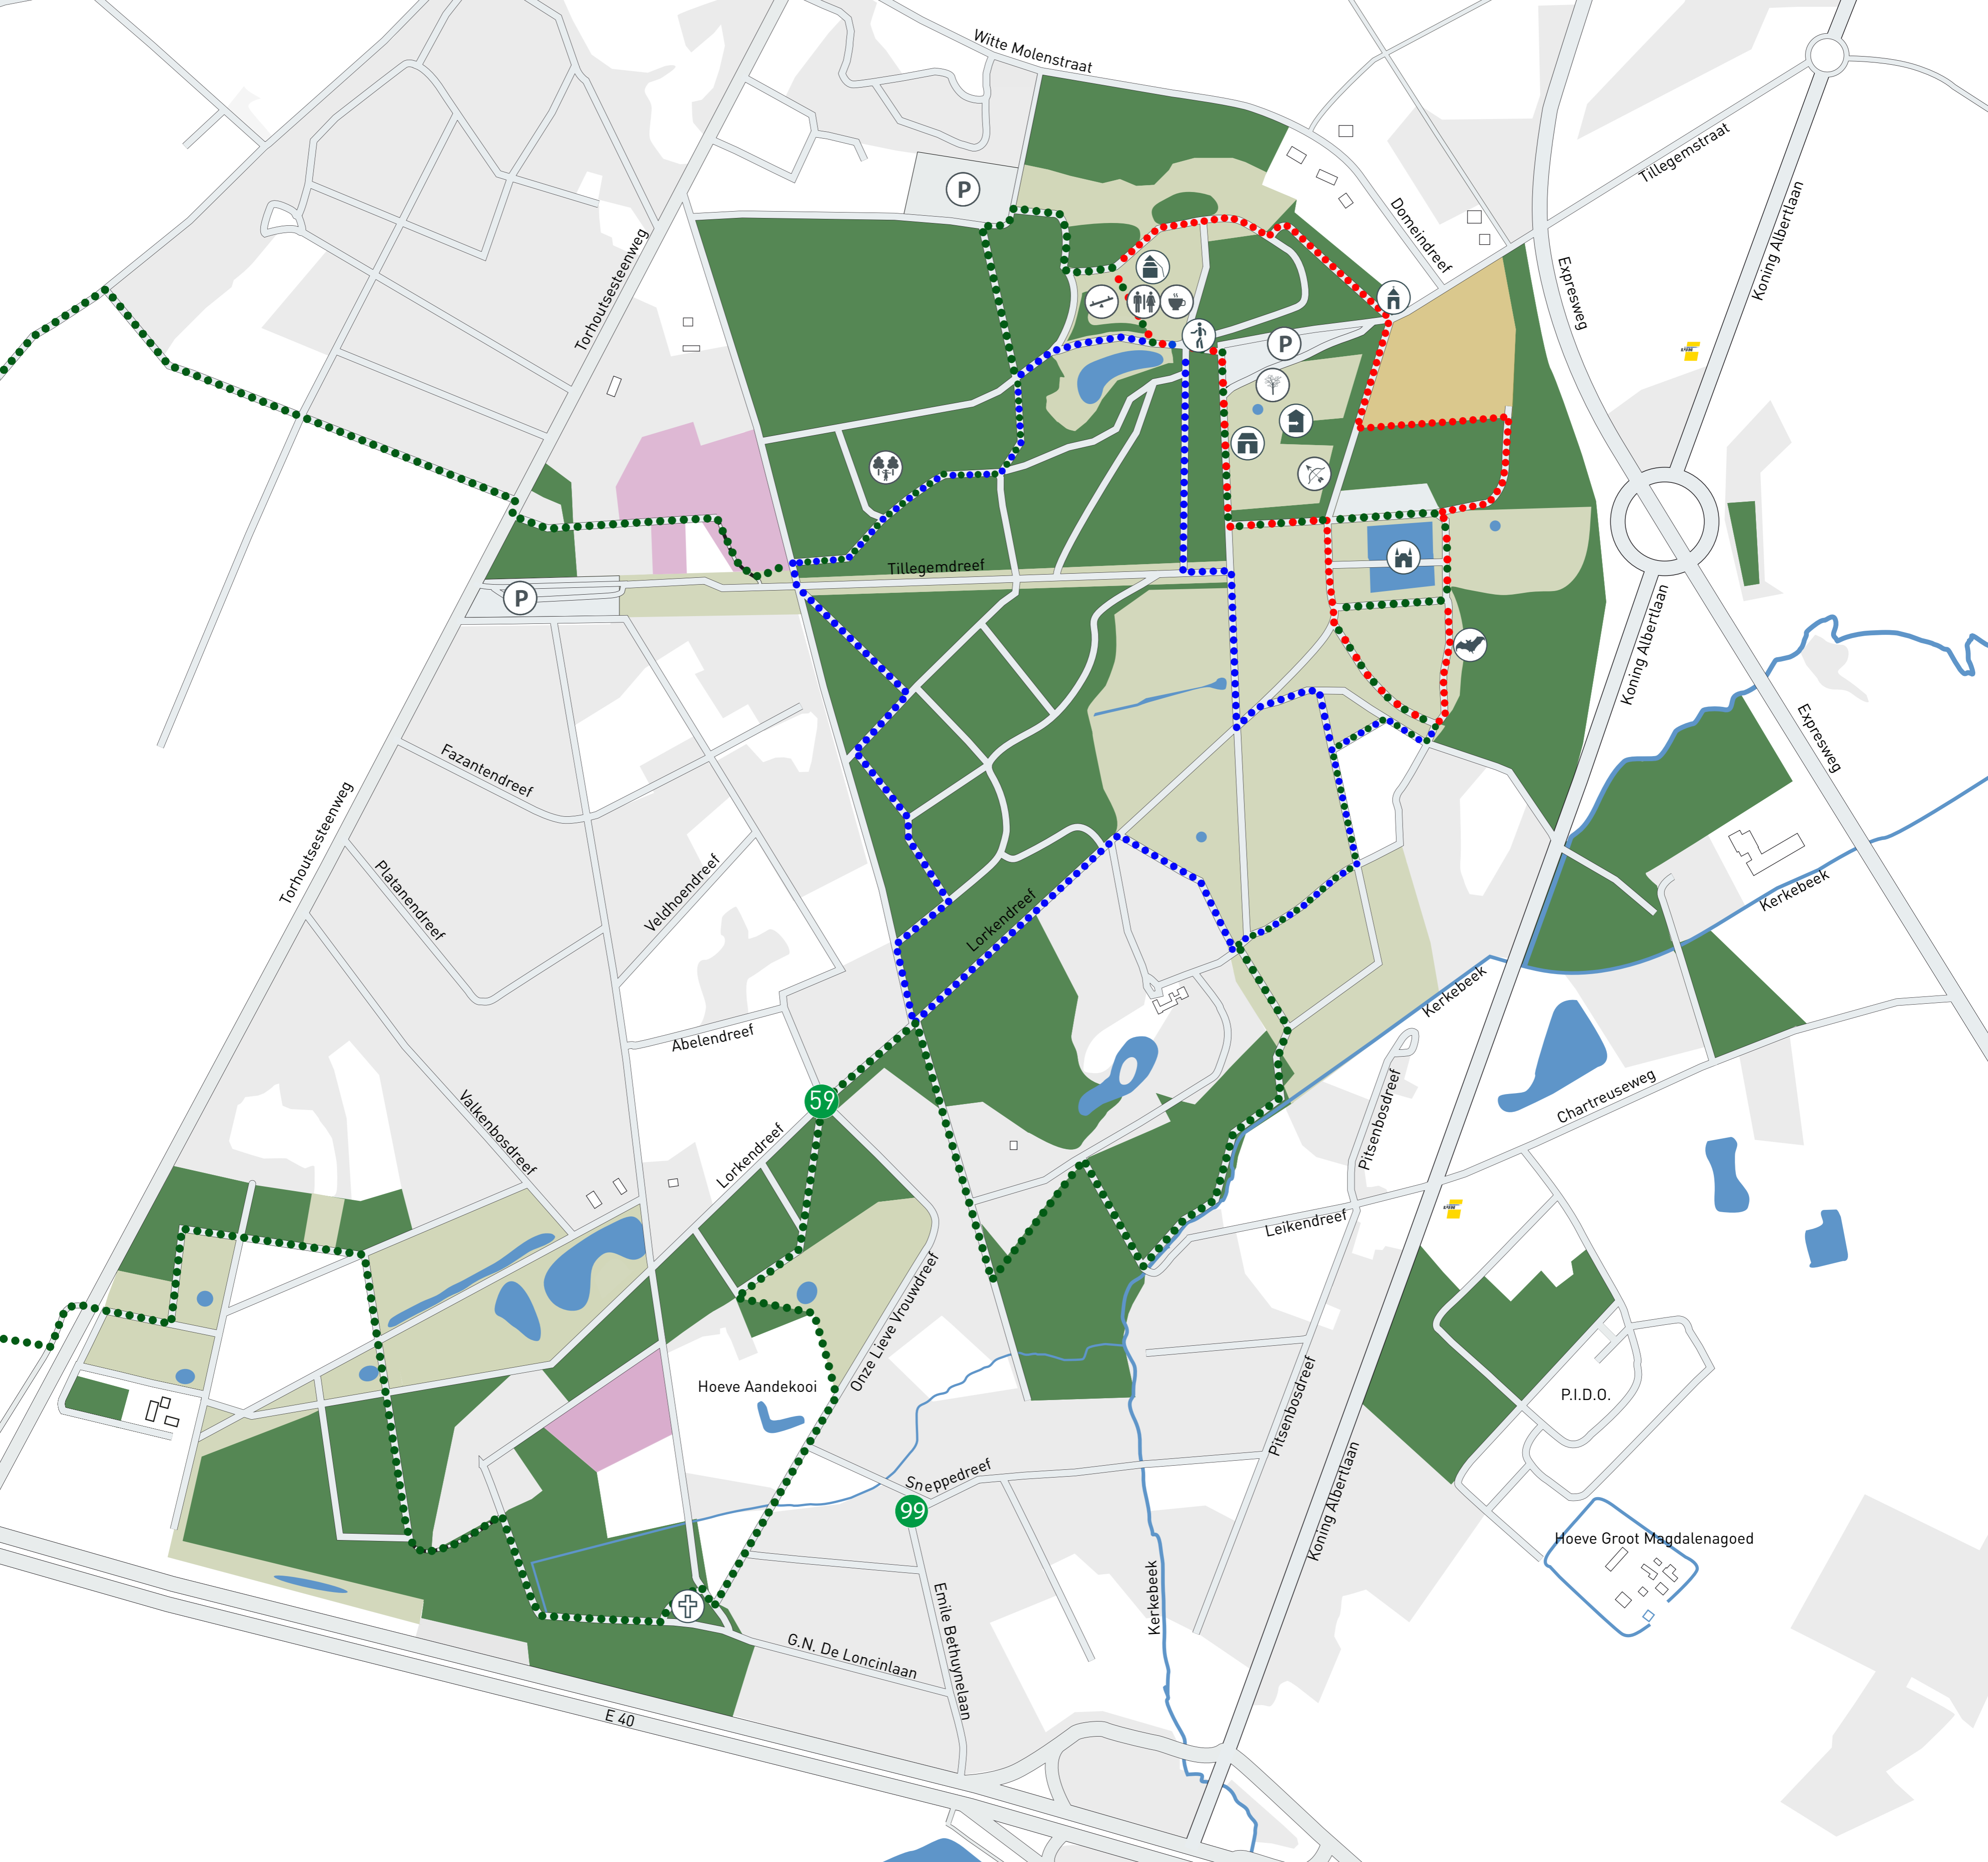 Witte Molenstraat
Tillegemstraat
P
Domeindreef
Koning Albertlaan
Expresweg
Torhoutsesteenweg
P
Tillegemdreef
P
Koning Albertlaan
Expresweg
Fazantendreef
Torhoutsesteenweg
Platanendreef
Veldhoendreef
Lorkendreef
Kerkebeek
Kerkebeek
Abelendreef
59
Valkenbosdreef
Lorkendreef
Pitsenbosdreef
Chartreuseweg
Leikendreef
Onze Lieve Vrouwdreef
Hoeve Aandekooi
Pitsenbosdreef
P.I.D.O.
Sneppedreef
99
Koning Albertlaan
Hoeve Groot Magdalenagoed
Kerkebeek
Emile Bethuynelaan
G.N. De Loncinlaan
E 40